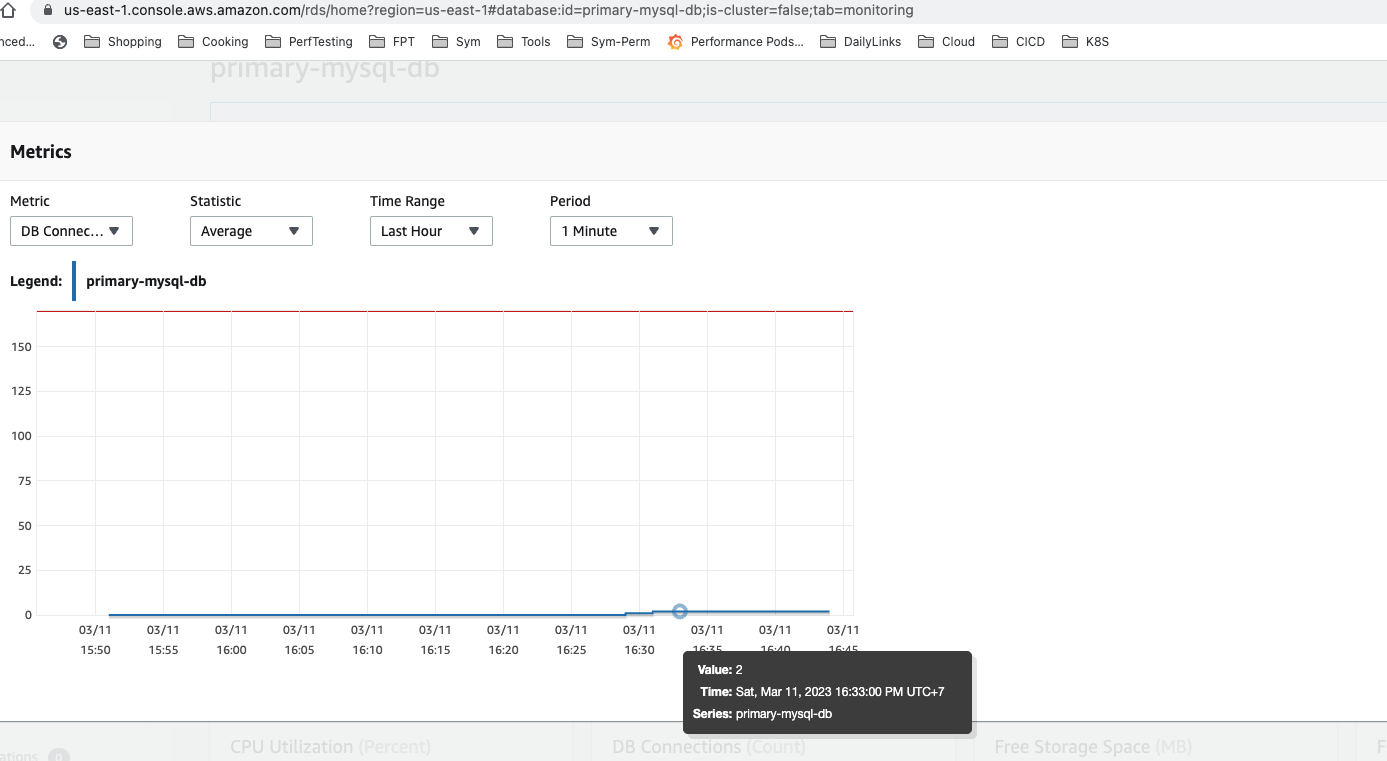 us-east-1.console.aws.amazon.com/rds/home?region=us-east-1#database:id=primary-mysql-db;is-cluster=false;tab=monitoring
nced... Shopping Cooking PerfTesting FPT Sym Tools Sym-Perm Performance Pods... DailyLinks Cloud CICD K8S
primary-mysql-db
Metrics
Metric Statistic Time Range Period
DB Connec... Average Last Hour 1 Minute
Legend: primary-mysql-db
150
125
100
75
50
25
0
03/11 03/11 03/11 03/11 03/11 03/11 03/11 03/11 03/11 03/11 03/11 03/11
15:50 15:55 16:00 16:05 16:10 16:15 16:20 16:25 16:30 16:35 16:40 16:45
Value: 2
Time: Sat, Mar 11, 2023 16:33:00 PM UTC+7
Series: primary-mysql-db
CPU Utilization (Percent) DB Connections (Count) Free Storage Space (MB) F
ations 0